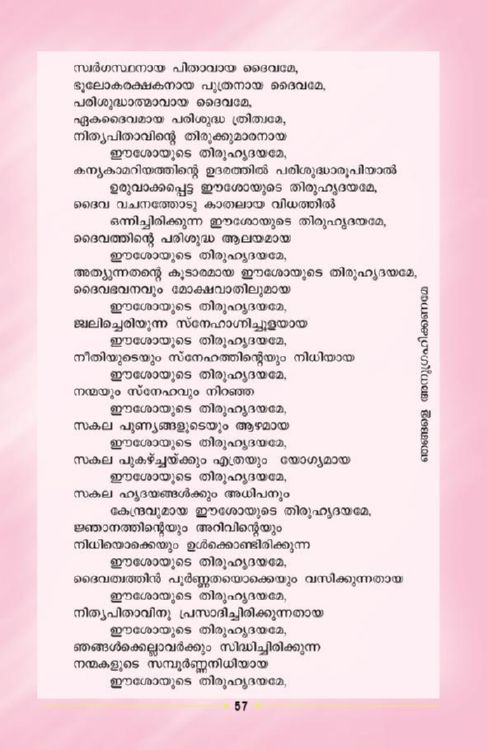 സ്വർഗസ്ഥനായ പിതാവായ ദൈവമേ,
ഭൂലോകരക്ഷകനായ പുത്രനായ ദൈവമേ,
പരിശുദ്ധാത്മാവായ ദൈവമേ,
ഏകദൈവമായ പരിശുദ്ധ ത്രിത്വമേ,
നിത്യപിതാവിന്റെ തിരുക്കുമാരനായ
ഈശോയുടെ തിരുഹൃദയമേ,
കന്യകാമറിയത്തിന്റെ ഉദരത്തിൽ പരിശുദ്ധാരൂപിയാൽ
ഉരുവാക്കപ്പെട്ട ഈശോയുടെ തിരുഹൃദയമേ,
ദൈവ വചനത്തോടു കാതലായ വിധത്തിൽ
ഒന്നിച്ചിരിക്കുന്ന ഈശോയുടെ തിരുഹൃദയമേ,
ദൈവത്തിന്റെ പരിശുദ്ധ ആലയമായ
ഈശോയുടെ തിരുഹൃദയമേ,
അത്യുന്നതന്റെ കൂടാരമായ ഈശോയുടെ തിരുഹൃദയമേ,
ദൈവഭവനവും മോക്ഷവാതിലുമായ
ഈശോയുടെ തിരുഹൃദയമേ,
ജ്വലിച്ചെരിയുന്ന സ്നേഹാഗ്നിച്ചൂളയായ
ഈശോയുടെ തിരുഹൃദയമേ,
നീതിയുടെയും സ്നേഹത്തിന്റെയും നിധിയായ
ഈശോയുടെ തിരുഹൃദയമേ,
നന്മയും സ്നേഹവും നിറഞ്ഞ
ഈശോയുടെ തിരുഹൃദയമേ,
സകല പുണ്യങ്ങളുടെയും ആഴമായ
ഈശോയുടെ തിരുഹൃദയമേ,
സകല പുകഴ്ച്ചയ്ക്കും എത്രയും യോഗ്യമായ
ഈശോയുടെ തിരുഹൃദയമേ,
സകല ഹൃദയങ്ങൾക്കും അധിപനും
കേന്ദ്രവുമായ ഈശോയുടെ തിരുഹൃദയമേ,
ജ്ഞാനത്തിന്റെയും അറിവിന്റെയും
നിധിയൊക്കെയും ഉൾക്കൊണ്ടിരിക്കുന്ന
ഈശോയുടെ തിരുഹൃദയമേ,
ദൈവത്വത്തിൻ പൂർണ്ണതയൊക്കെയും വസിക്കുന്നതായ
ഈശോയുടെ തിരുഹൃദയമേ,
നിത്യപിതാവിനു പ്രസാദിച്ചിരിക്കുന്നതായ
ഈശോയുടെ തിരുഹൃദയമേ,
ഞങ്ങൾക്കെല്ലാവർക്കും സിദ്ധിച്ചിരിക്കുന്ന
നന്മകളുടെ സമ്പൂർണ്ണനിധിയായ
ഈശോയുടെ തിരുഹൃദയമേ,
ഞങ്ങളെ അനുഗ്രഹിക്കണമേ
57